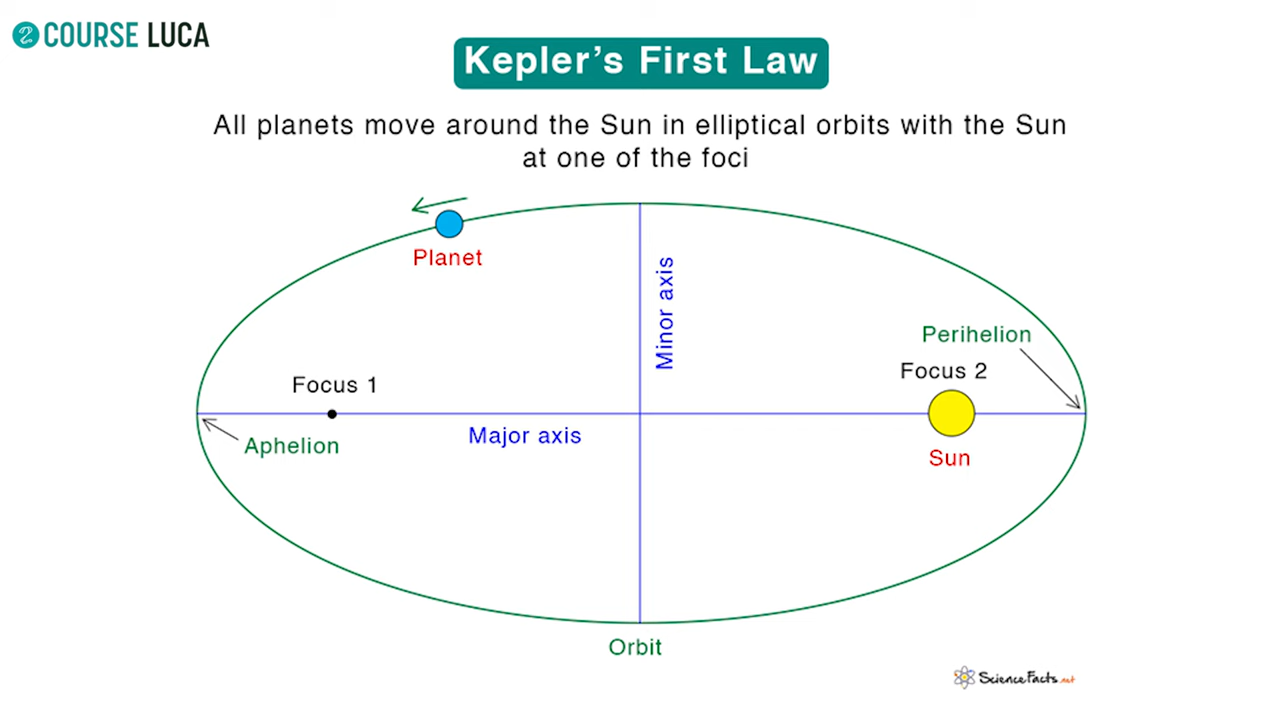 COURSE LUCA
Kepler's First Law
All planets move around the Sun in elliptical orbits with the Sun
at one of the foci
Planet
Minor axis
Perihelion
Focus 1
Focus 2
Major axis
Aphelion
Sun
Orbit
ScienceFacts.net